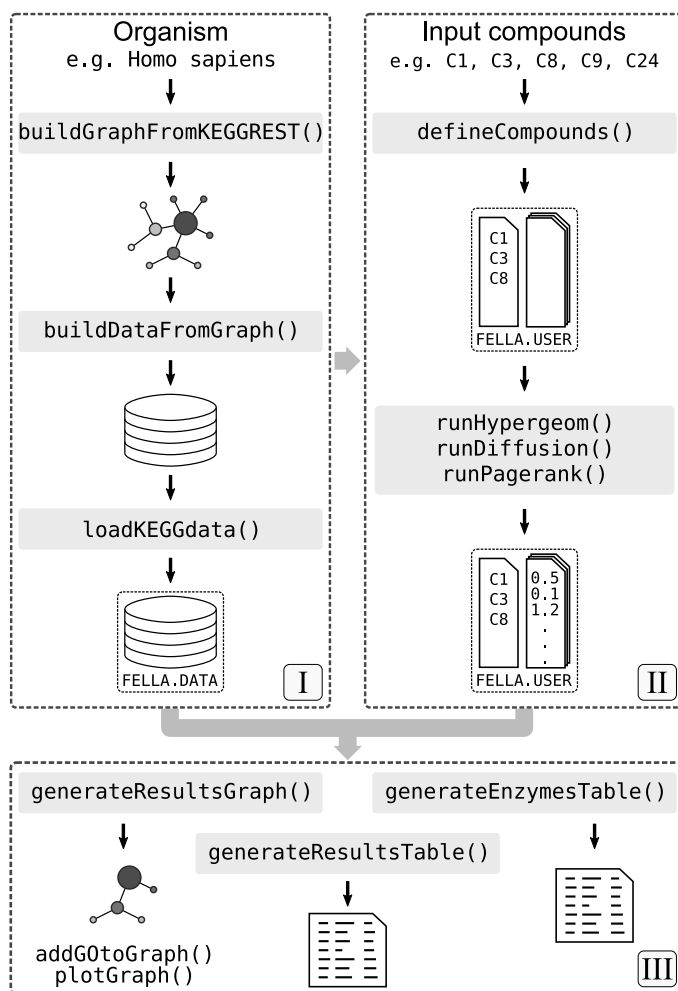 Organism
e.g. Homo sapiens
buildGraphFromKEGGREST()
buildDataFromGraph()
loadKEGGdata()
FELLA.DATA
I
Input compounds
e.g. C1, C3, C8, C9, C24
defineCompounds()
C1
C3
C8
FELLA.USER
runHypergeom()
runDiffusion()
runPagerank()
C1
C3
C8
0.5
0.1
1.2
.
.
.
FELLA.USER
II
generateResultsGraph()
addGOtoGraph()
plotGraph()
generateResultsTable()
generateEnzymesTable()
III